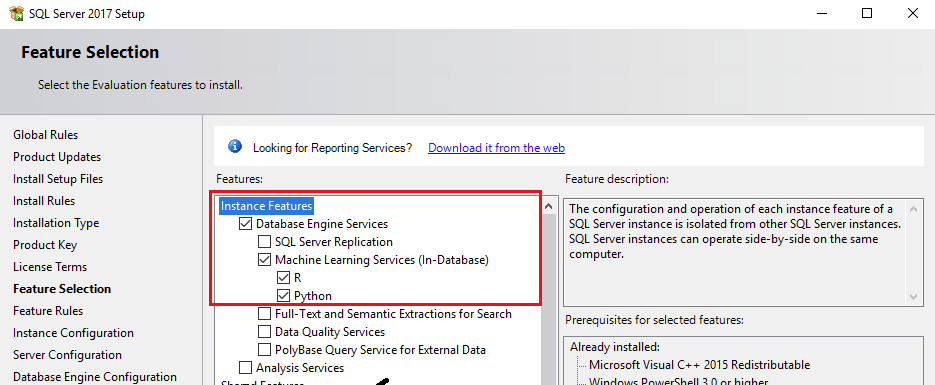 SQL Server 2017 Setup
Feature Selection
Select the Evaluation features to install.
Global Rules
Product Updates
Install Setup Files
Install Rules
Installation Type
Product Key
License Terms
Feature Selection
Feature Rules
Instance Configuration
Server Configuration
Database Engine Configuration
Looking for Reporting Services? Download it from the web
Features:
Instance Features
Database Engine Services
SQL Server Replication
Machine Learning Services (In-Database)
R
Python
Full-Text and Semantic Extractions for Search
Data Quality Services
PolyBase Query Service for External Data
Analysis Services
Shared Features
Feature description:
The configuration and operation of each instance feature of a
SQL Server instance is isolated from other SQL Server instances.
SQL Server instances can operate side-by-side on the same
computer.
Prerequisites for selected features:
Already installed:
Microsoft Visual C++ 2015 Redistributable
Windows PowerShell 3.0 or higher